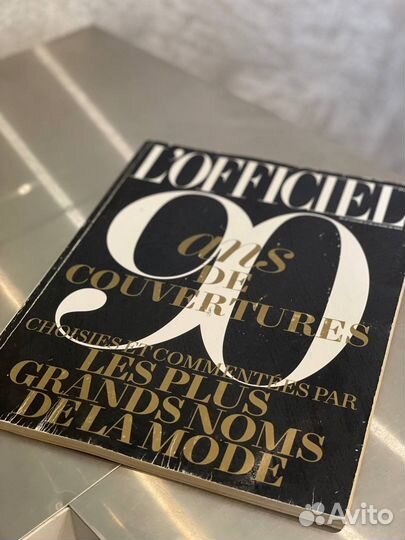 L'OFFICIEL
90
ans
DE
COUVERTURES
CHOISIES ET COMMENTÉES PAR
LES PLUS
GRANDS NOMS
DE LA MODE
Avito